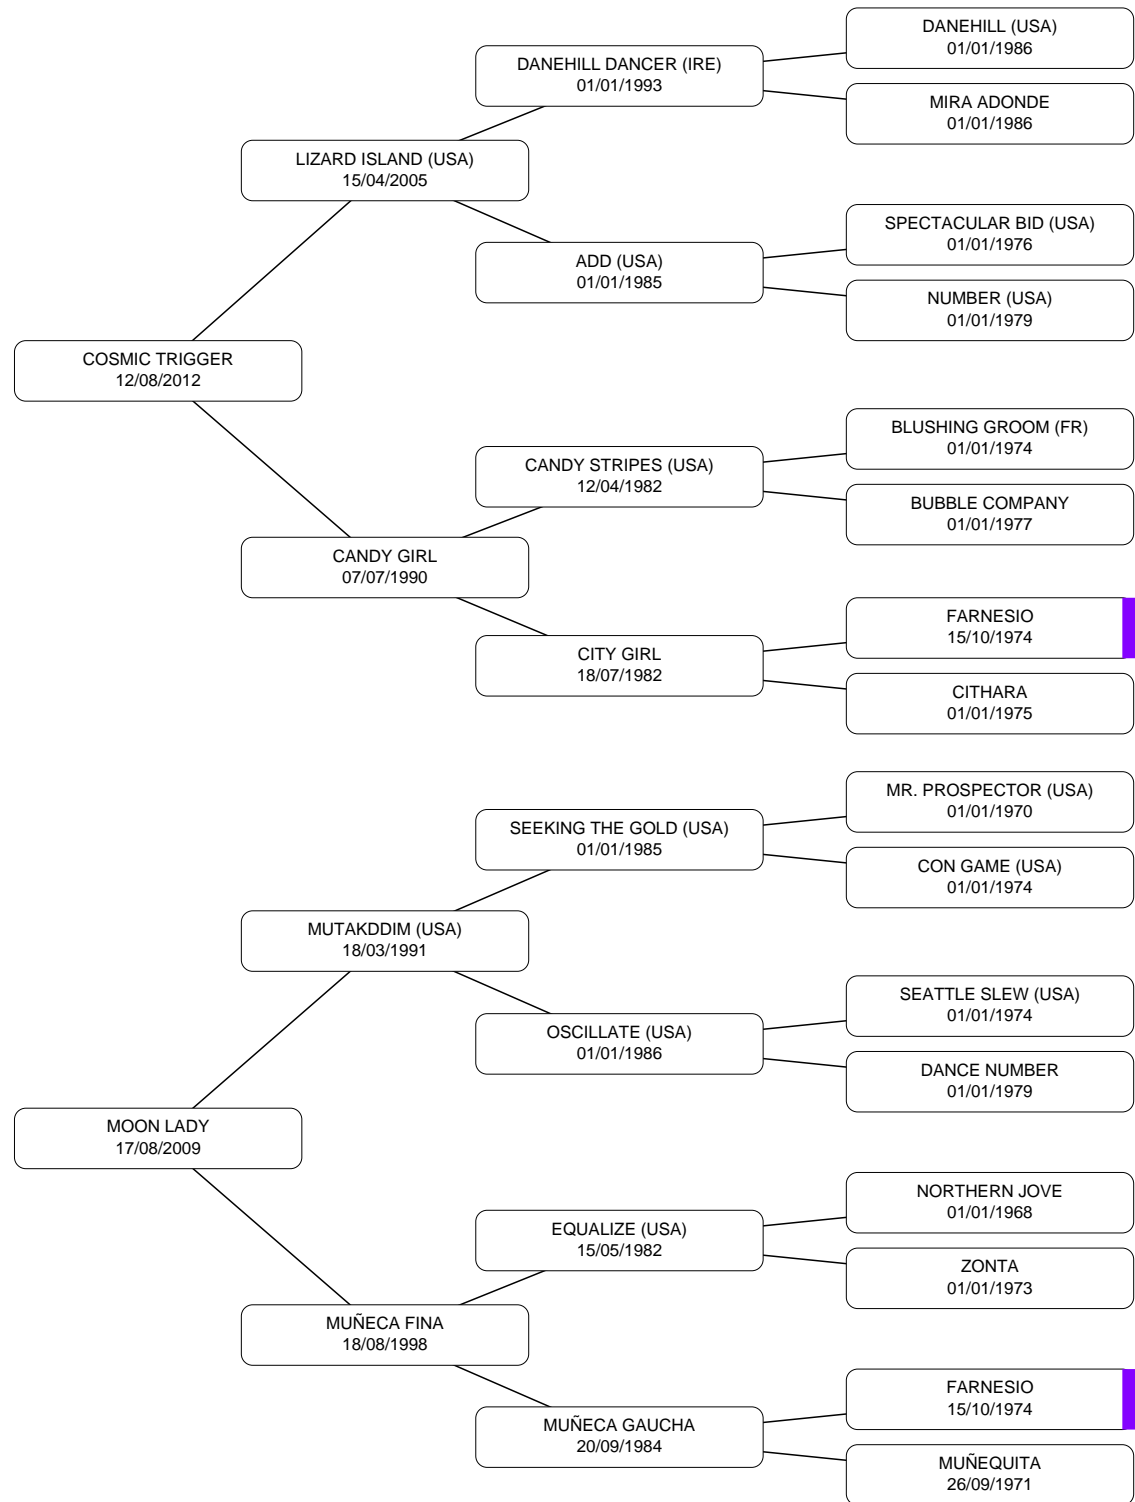 DANEHILL (USA)
01/01/1986
DANEHILL DANCER (IRE)
01/01/1993
MIRA ADONDE
01/01/1986
LIZARD ISLAND (USA)
15/04/2005
SPECTACULAR BID (USA)
01/01/1976
ADD (USA)
01/01/1985
NUMBER (USA)
01/01/1979
COSMIC TRIGGER
12/08/2012
BLUSHING GROOM (FR)
01/01/1974
CANDY STRIPES (USA)
12/04/1982
BUBBLE COMPANY
01/01/1977
CANDY GIRL
07/07/1990
FARNESIO
15/10/1974
CITY GIRL
18/07/1982
CITHARA
01/01/1975
MR. PROSPECTOR (USA)
01/01/1970
SEEKING THE GOLD (USA)
01/01/1985
CON GAME (USA)
01/01/1974
MUTAKDDIM (USA)
18/03/1991
SEATTLE SLEW (USA)
01/01/1974
OSCILLATE (USA)
01/01/1986
DANCE NUMBER
01/01/1979
MOON LADY
17/08/2009
NORTHERN JOVE
01/01/1968
EQUALIZE (USA)
15/05/1982
ZONTA
01/01/1973
MUÑECA FINA
18/08/1998
FARNESIO
15/10/1974
MUÑECA GAUCHA
20/09/1984
MUÑEQUITA
26/09/1971